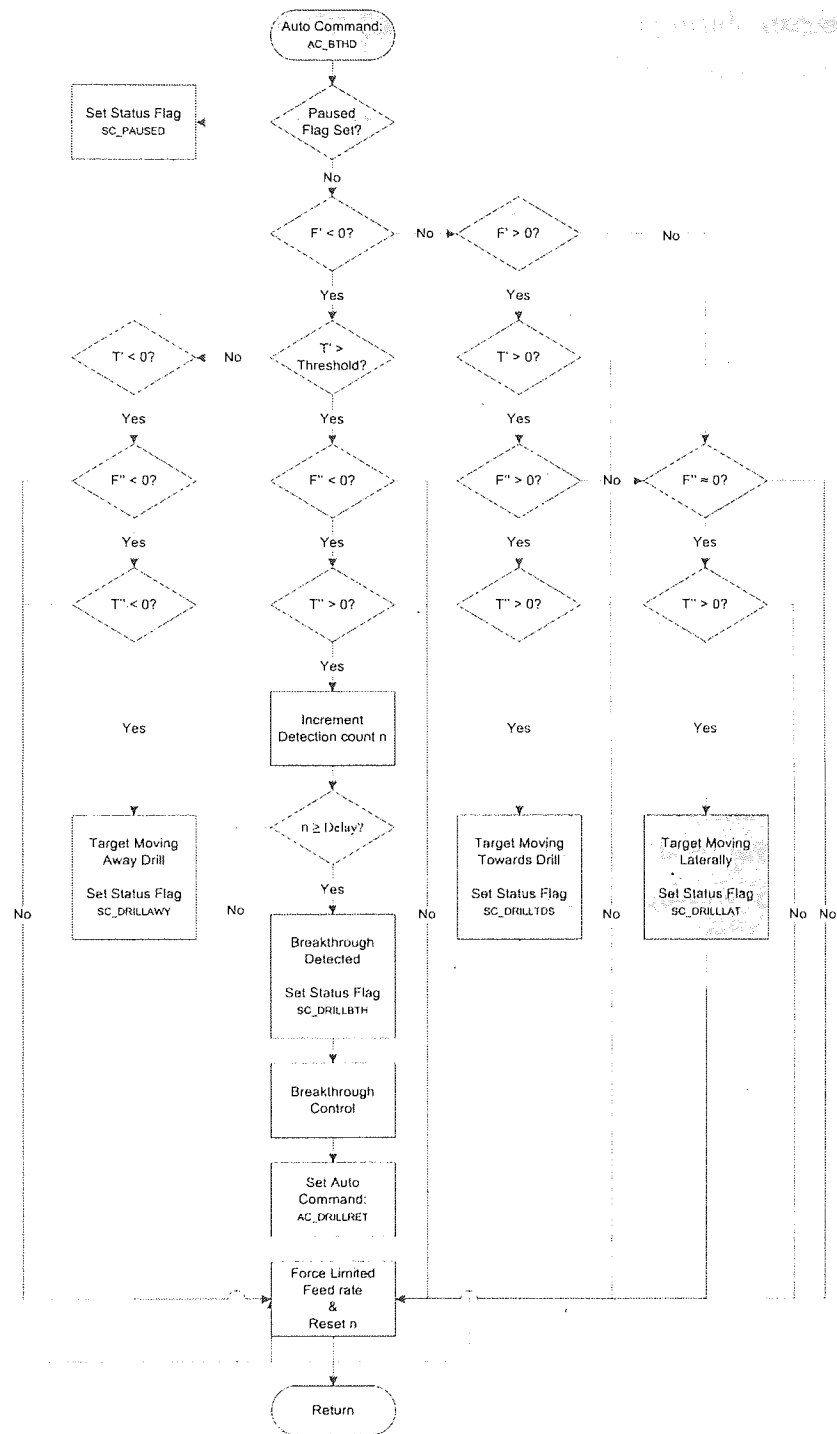 Auto Command:
AC_BTHD
Paused
Flag Set?
Set Status Flag
SC_PAUSED
No
F' < 0?
No
F' > 0?
No
Yes
Yes
T' < 0?
No
T' >
Threshold?
T' > 0?
Yes
Yes
Yes
F'' < 0?
F'' < 0?
F'' > 0?
No
F'' ≈ 0?
Yes
Yes
Yes
Yes
T'' < 0?
T'' > 0?
T'' > 0?
T'' > 0?
Yes
Increment
Detection count n
Yes
Yes
Yes
n ≥ Delay?
Target Moving
Away Drill
Set Status Flag
SC_DRILLAWY
Target Moving
Towards Drill
Set Status Flag
SC_DRILLTDS
Target Moving
Laterally
Set Status Flag
SC_DRILLLAT
Yes
No
No
No
No
No
No
Breakthrough
Detected
Set Status Flag
SC_DRILLBTH
Breakthrough
Control
Set Auto
Command:
AC_DRILLRET
Force Limited
Feed rate
&
Reset n
Return